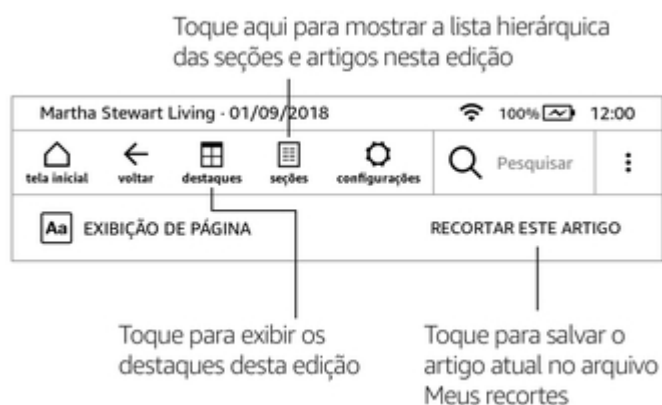 Toque aqui para mostrar a lista hierárquica
das seções e artigos nesta edição
Martha Stewart Living - 01/09/2018 100% 12:00
tela inicial voltar destaques seções configurações Pesquisar
Aa EXIBIÇÃO DE PÁGINA RECORTAR ESTE ARTIGO
Toque para exibir os
destaques desta edição
Toque para salvar o
artigo atual no arquivo
Meus recortes